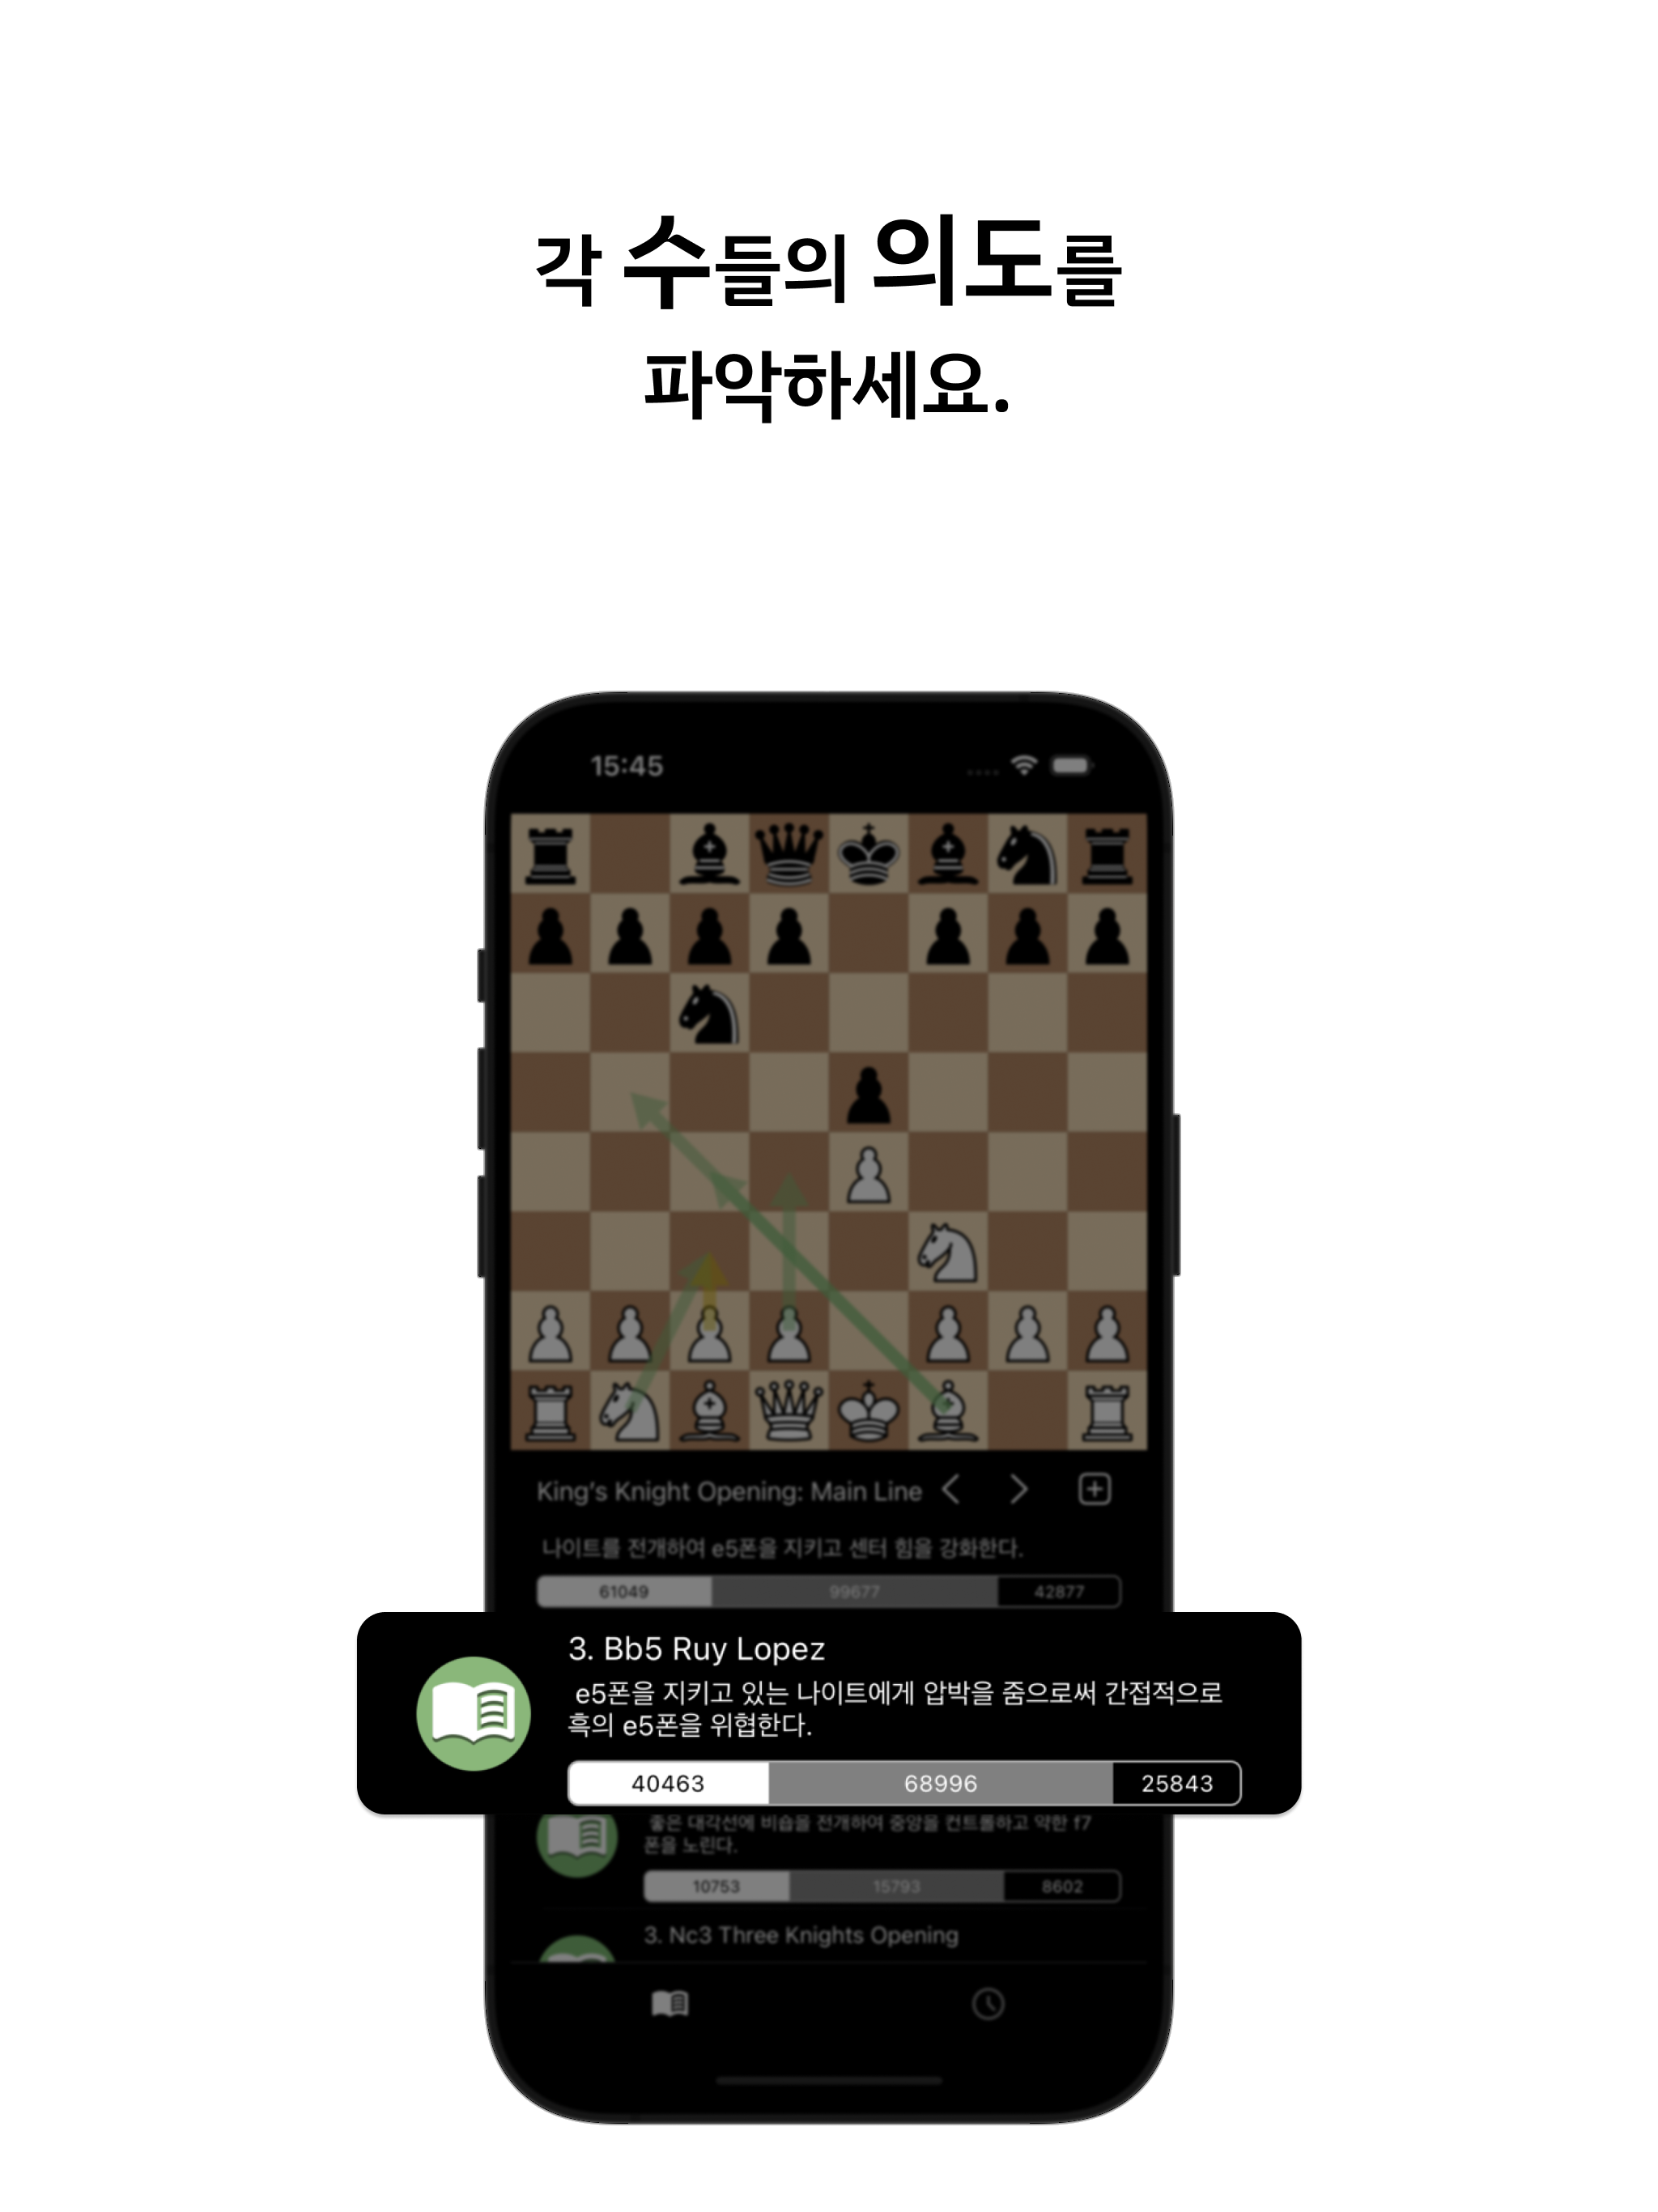 각 수들의 의도를
파악하세요.
15:45
King's Knight Opening: Main Line
나이트를 전개하여 e5폰을 지키고 센터 힘을 강화한다.
61049 99677 42877
3. Bb5 Ruy Lopez
e5폰을 지키고 있는 나이트에게 압박을 줌으로써 간접적으로
흑의 e5폰을 위협한다.
40463 68996 25843
좋은 대각선에 비숍을 전개하여 중앙을 컨트롤하고 약한 f7
폰을 노린다.
10753 15793 8602
3. Nc3 Three Knights Opening